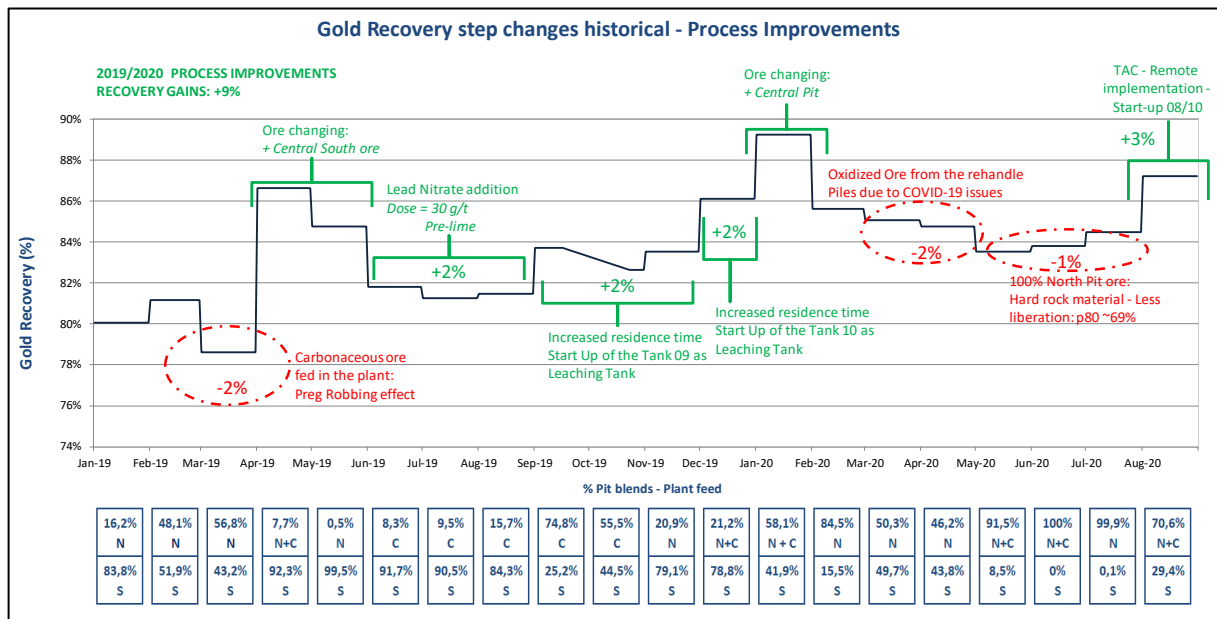 Gold Recovery step changes historical - Process Improvements
2019/2020 PROCESS IMPROVEMENTS
RECOVERY GAINS: +9%
Ore changing:
+ Central South ore
Lead Nitrate addition
Dose = 30 g/t
Pre-lime
Ore changing:
+ Central Pit
TAC - Remote
implementation -
Start-up 08/10
+3%
Oxidized Ore from the rehandle
Piles due to COVID-19 issues
-2%
+2%
+2%
+2%
-1%
100% North Pit ore:
Hard rock material - Less
liberation: p80 ~69%
Increased residence time
Start Up of the Tank 09 as
Leaching Tank
Increased residence time
Start Up of the Tank 10 as
Leaching Tank
Carbonaceous ore
fed in the plant:
Preg Robbing effect
-2%
Gold Recovery (%)
90%
88%
86%
84%
82%
80%
78%
76%
74%
Jan-19 Feb-19 Mar-19 Apr-19 May-19 Jun-19 Jul-19 Aug-19 Sep-19 Oct-19 Nov-19 Dec-19 Jan-20 Feb-20 Mar-20 Apr-20 May-20 Jun-20 Jul-20 Aug-20
% Pit blends - Plant feed
16,2% 48,1% 56,8% 7,7% 0,5% 8,3% 9,5% 15,7% 74,8% 55,5% 20,9% 21,2% 58,1% 84,5% 50,3% 46,2% 91,5% 100% 99,9% 70,6%
N N N N+C N C C C C C N N+C N + C N N N N+C N+C N N+C
83,8% 51,9% 43,2% 92,3% 99,5% 91,7% 90,5% 84,3% 25,2% 44,5% 79,1% 78,8% 41,9% 15,5% 49,7% 43,8% 8,5% 0% 0,1% 29,4%
S S S S S S S S S S S S S S S S S S S S